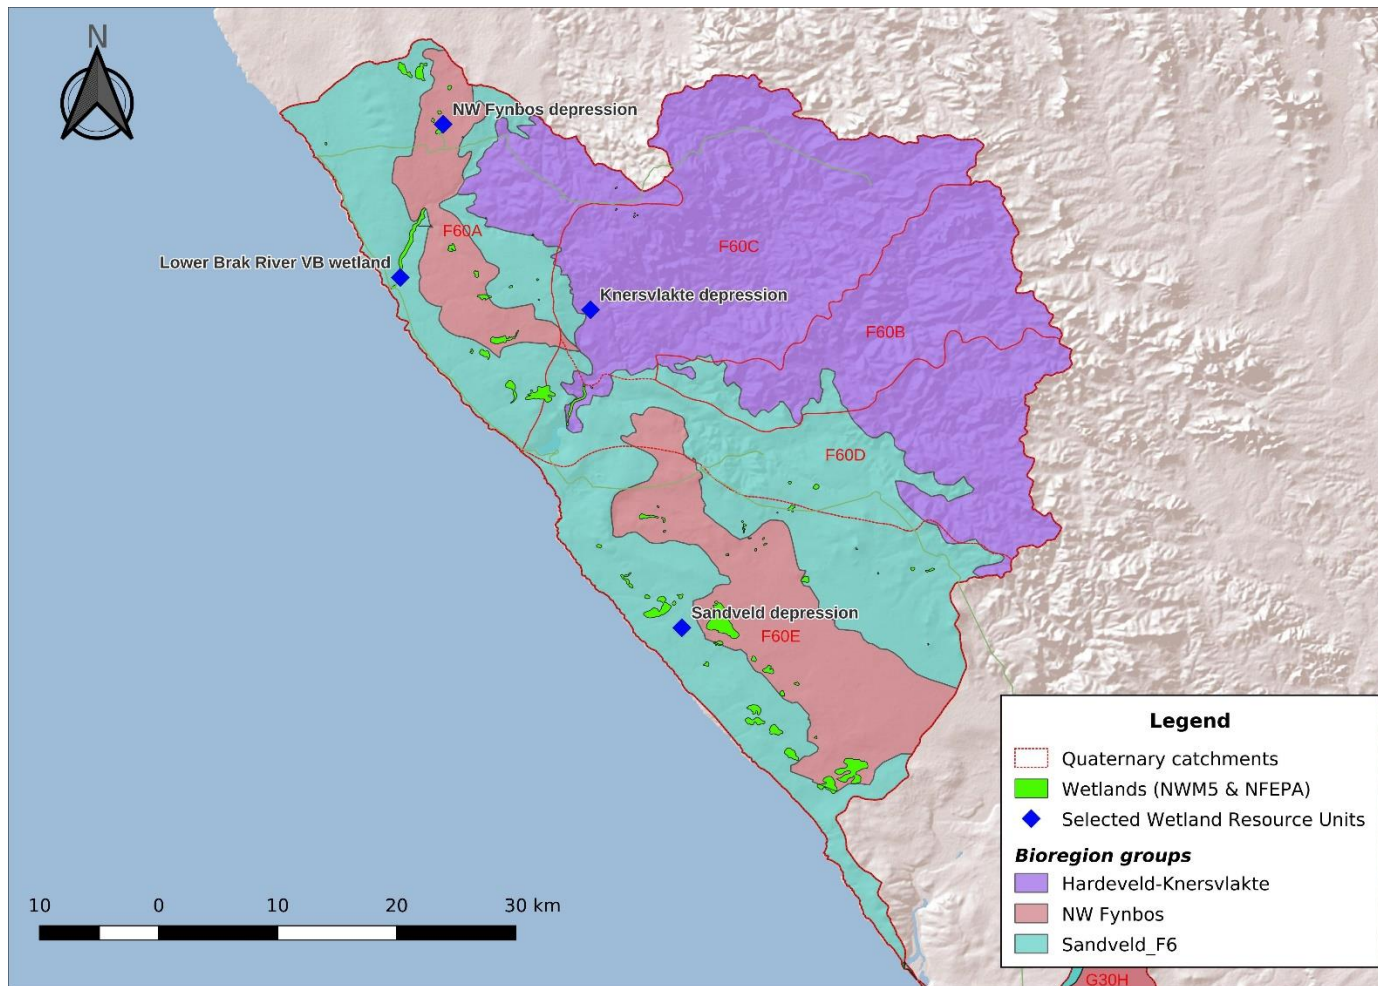 N
NW Fynbos depression
F60A
F60C
Lower Brak River VB wetland
Knersvlakte depression
F60B
F60D
Sandveld depression
F60E
Legend
Quaternary catchments
Wetlands (NWM5 & NFEPA)
Selected Wetland Resource Units
Bioregion groups
Hardeveld-Knersvlakte
NW Fynbos
Sandveld_F6
10 0 10 20 30 km
G30H